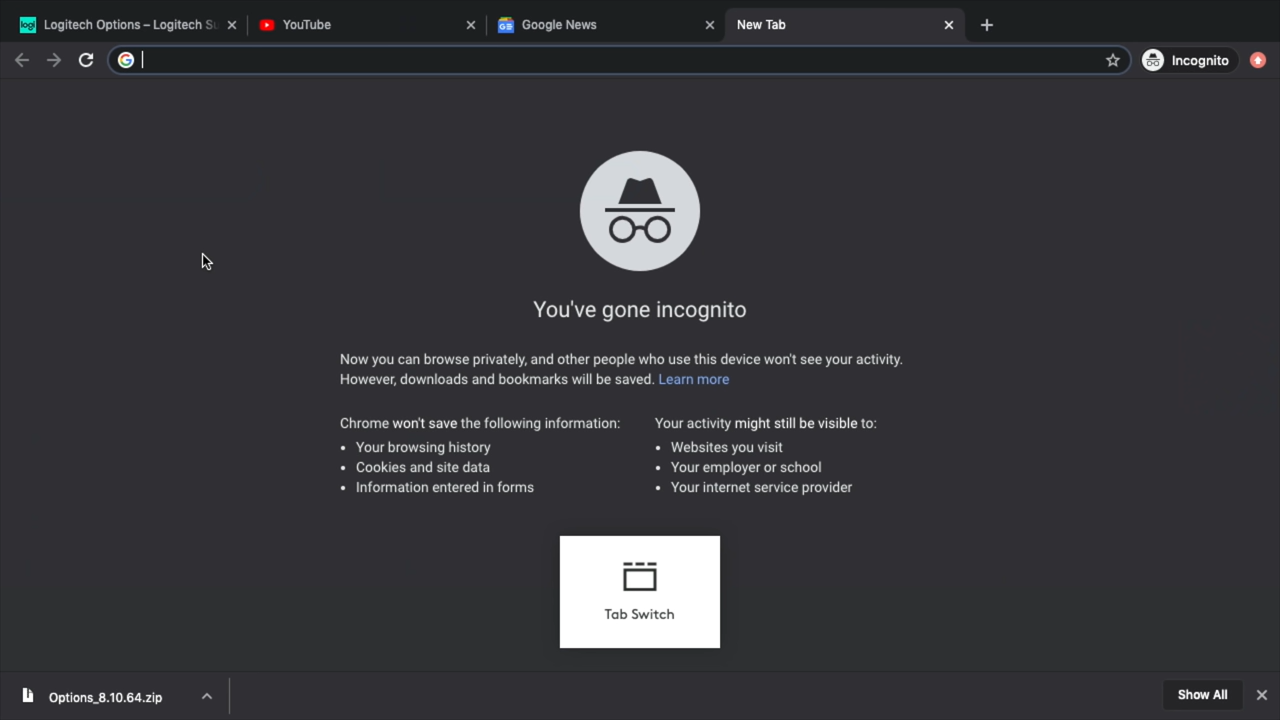 Logitech Options – Logitech Su
YouTube
Google News
New Tab
Incognito
You've gone incognito
Now you can browse privately, and other people who use this device won't see your activity.
However, downloads and bookmarks will be saved. Learn more
Chrome won't save the following information:
• Your browsing history
• Cookies and site data
• Information entered in forms
Your activity might still be visible to:
• Websites you visit
• Your employer or school
• Your internet service provider
Tab Switch
Options_8.10.64.zip
Show All